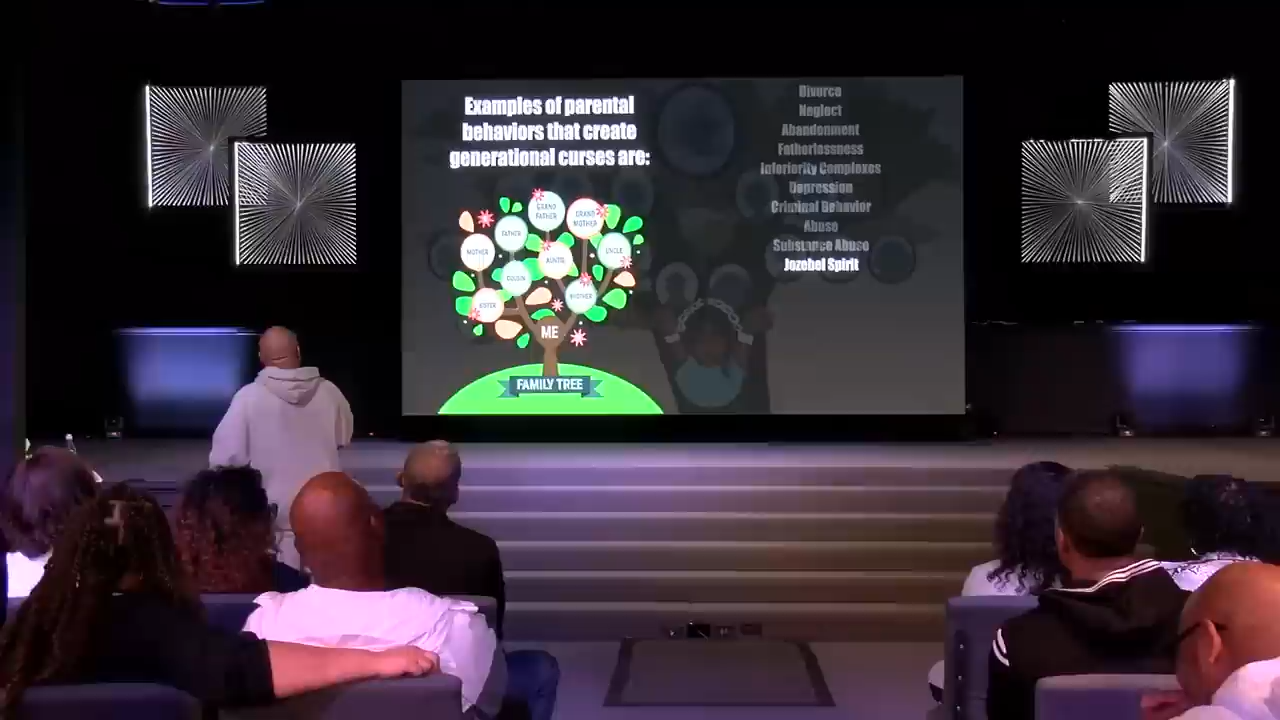 Examples of parental
behaviors that create
generational curses are:
GRAND
FATHER
GRAND
MOTHER
FATHER
MOTHER
UNCLE
AUNTIE
COUSIN
SISTER
BROTHER
ME
FAMILY TREE
Divorce
Neglect
Abandonment
Fatherlessness
Inferiority Complexes
Depression
Criminal Behavior
Abuse
Substance Abuse
Jezebel Spirit